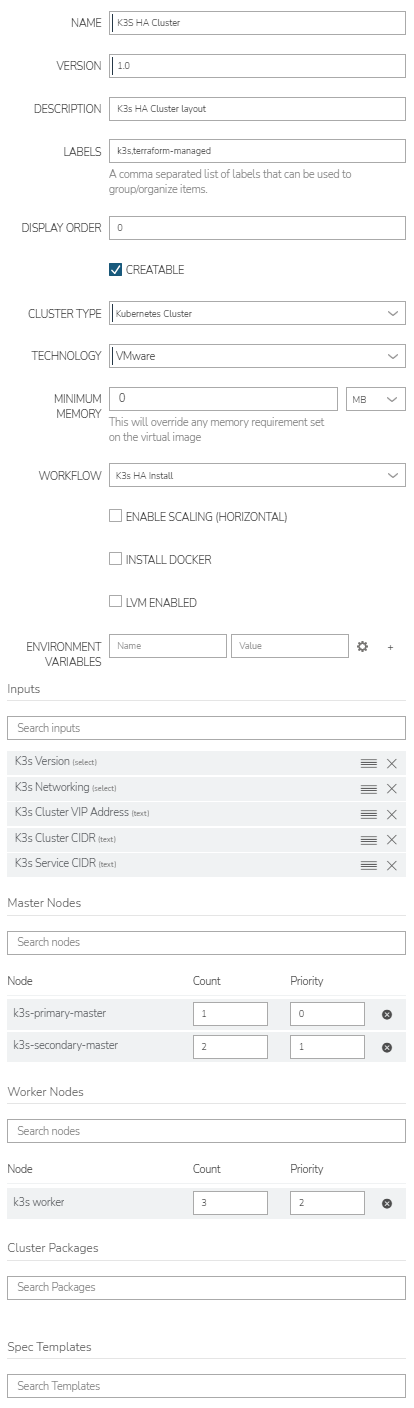 NAME K3S HA Cluster
VERSION 1.0
DESCRIPTION K3s HA Cluster layout
LABELS k3s,terraform-managed
A comma separated list of labels that can be used to
group/organize items.
DISPLAY ORDER 0
CREATABLE
CLUSTER TYPE Kubernetes Cluster
TECHNOLOGY VMware
MINIMUM MEMORY 0 MB
This will override any memory requirement set
on the virtual image
WORKFLOW K3s HA Install
ENABLE SCALING (HORIZONTAL)
INSTALL DOCKER
LVM ENABLED
ENVIRONMENT VARIABLES Name Value +
Inputs
Search inputs
K3s Version (select)
K3s Networking (select)
K3s Cluster VIP Address (text)
K3s Cluster CIDR (text)
K3s Service CIDR (text)
Master Nodes
Search nodes
Node Count Priority
k3s-primary-master 1 0
k3s-secondary-master 2 1
Worker Nodes
Search nodes
Node Count Priority
k3s worker 3 2
Cluster Packages
Search Packages
Spec Templates
Search Templates